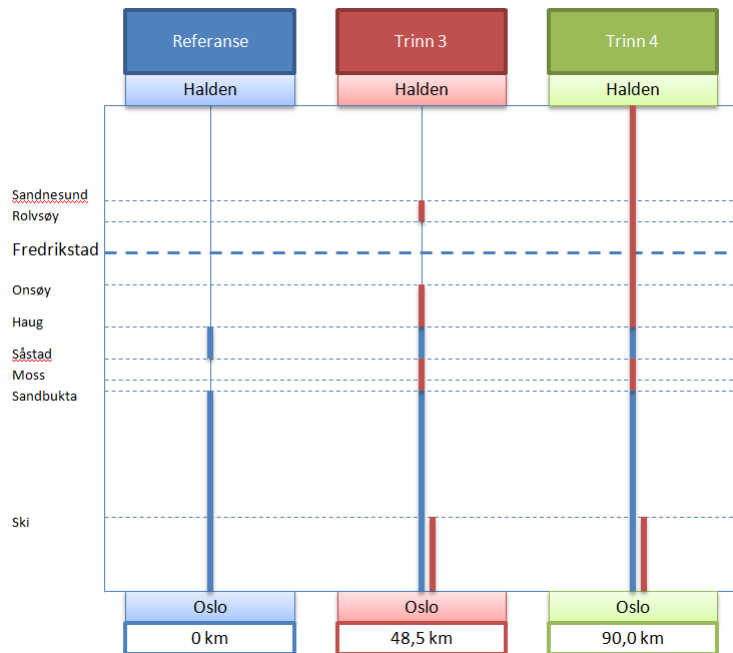 Referanse
Trinn 3
Trinn 4
Halden
Halden
Halden
Sandnesund
Rolvsøy
Fredrikstad
Onsøy
Haug
Såstad
Moss
Sandbukta
Ski
Oslo
Oslo
Oslo
0 km
48,5 km
90,0 km